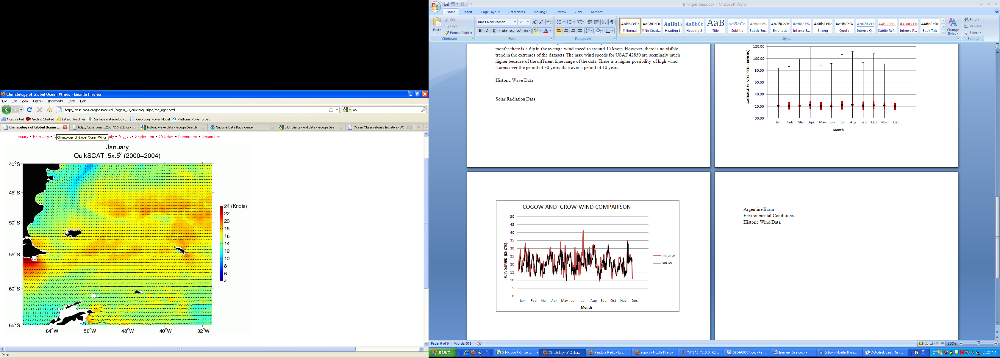 Climatology of Global Ocean Winds - Mozilla Firefox
File Edit View History Bookmarks Tools Help
http://cioss.coas.oregonstate.edu/cogow_v1/quikscat/10/jan/top_right.html
ooi
Most Visited Getting Started Latest Headlines Surface meteorology ... CGO Buoy Power Model Platform (Power & Dat...
Climatology of Global Ocean ... http://cioss.coas....255_316.25E.csv historic wave data - Google Search National Data Buoy Center pilot charts wind data - Google Sea... Ocean Observatories Initiative (OO...
January • February • M
Climatology of Global Ocean Winds
uly • August • September • October • November • December
January
QuikSCAT .5x.5° (2000-2004)
40°S
45°S
50°S
55°S
60°S
65°S
64°W 56°W 48°W 40°W 32°W
24 (Knots)
22
20
18
16
14
12
10
8
6
4
Done
Irminger Sea.docx - Microsoft Word
Home Insert Page Layout References Mailings Review View Acrobat
Paste
Cut
Copy
Format Painter
Clipboard
Times New Roman 12
Font
Paragraph
AaBbCcDc AaBbCcDc AaBbC AaBbCc AaB AaBbCc. AaBbCcDc AaBbCcDc AaBbCcDc AaBbCcDc AaBbCcDc AaBbCcDc AABBCCDD AABBCCDD AABBCCDD
¶ Normal ¶ No Spaci... Heading 1 Heading 2 Title Subtitle Subtle Em... Emphasis Intense E... Strong Quote Intense Q... Subtle Ref... Intense R... Book Title
Change Styles
Styles
Find
Replace
Select
Editing
months there is a dip in the average wind speed to around 15 knots. However, there is no visible
trend in the extremes of the datasets. The max wind speeds for USAF 42850 are seemingly much
higher because of the different time range of the data. There is a higher possibility of high wind
storms over the period of 30 years than over a period of 10 years.
Historic Wave Data
Solar Radiation Data
AVERAGE WINDSPEED - (KNOTS)
120.00
100.00
80.00
60.00
40.00
20.00
00.00
Jan Feb Mar Apr May Jun Jul Aug Sep Oct Nov Dec
Month
COGOW AND GROW WIND COMPARISON
WINDSPEED (KNOTS)
50
45
40
35
30
25
20
15
10
5
0
Jan Feb Mar Apr May Jun Jul Aug Sep Oct Nov Dec
Month
COGOW
GROW
Argentine Basin
Environmental Conditions
Historic Wind Data
Page: 6 of 6 Words: 571
100%
start 5 Microsoft Office ... Climatology of Globa... Pandora Radio - List... export - Mozilla Firefox MATLAB 7.10.0 (R2... 3204-00007.doc (Re... Irminger Sea.docx - ... Inbox - Mozilla Thun... Autodesk Vault Man... 11:27 AM